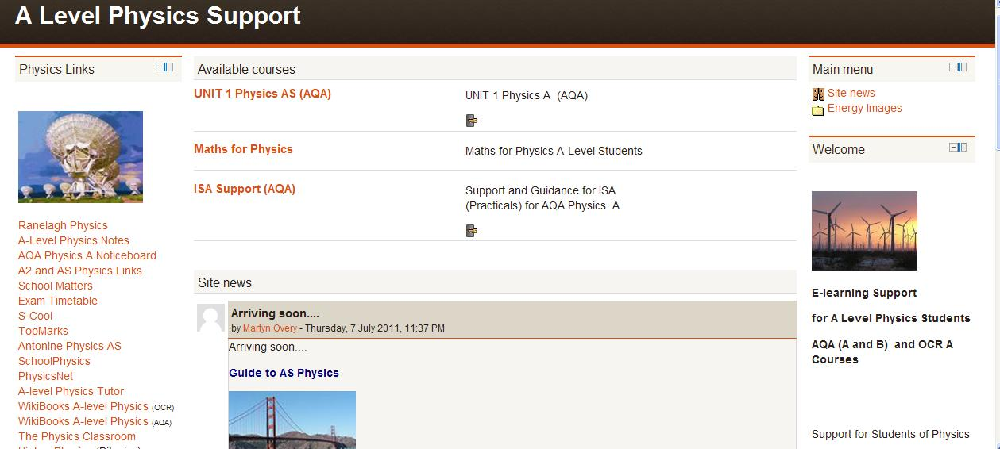 A Level Physics Support
Physics Links
Ranelagh Physics
A-Level Physics Notes
AQA Physics A Noticeboard
A2 and AS Physics Links
School Matters
Exam Timetable
S-Cool
TopMarks
Antonine Physics AS
SchoolPhysics
PhysicsNet
A-level Physics Tutor
WikiBooks A-level Physics (OCR)
WikiBooks A-level Physics (AQA)
The Physics Classroom
Available courses
UNIT 1 Physics AS (AQA)
UNIT 1 Physics A (AQA)
Maths for Physics
Maths for Physics A-Level Students
ISA Support (AQA)
Support and Guidance for ISA
(Practicals) for AQA Physics A
Site news
Arriving soon....
by Martyn Overy - Thursday, 7 July 2011, 11:37 PM
Arriving soon....
Guide to AS Physics
Main menu
Site news
Energy Images
Welcome
E-learning Support
for A Level Physics Students
AQA (A and B) and OCR A
Courses
Support for Students of Physics